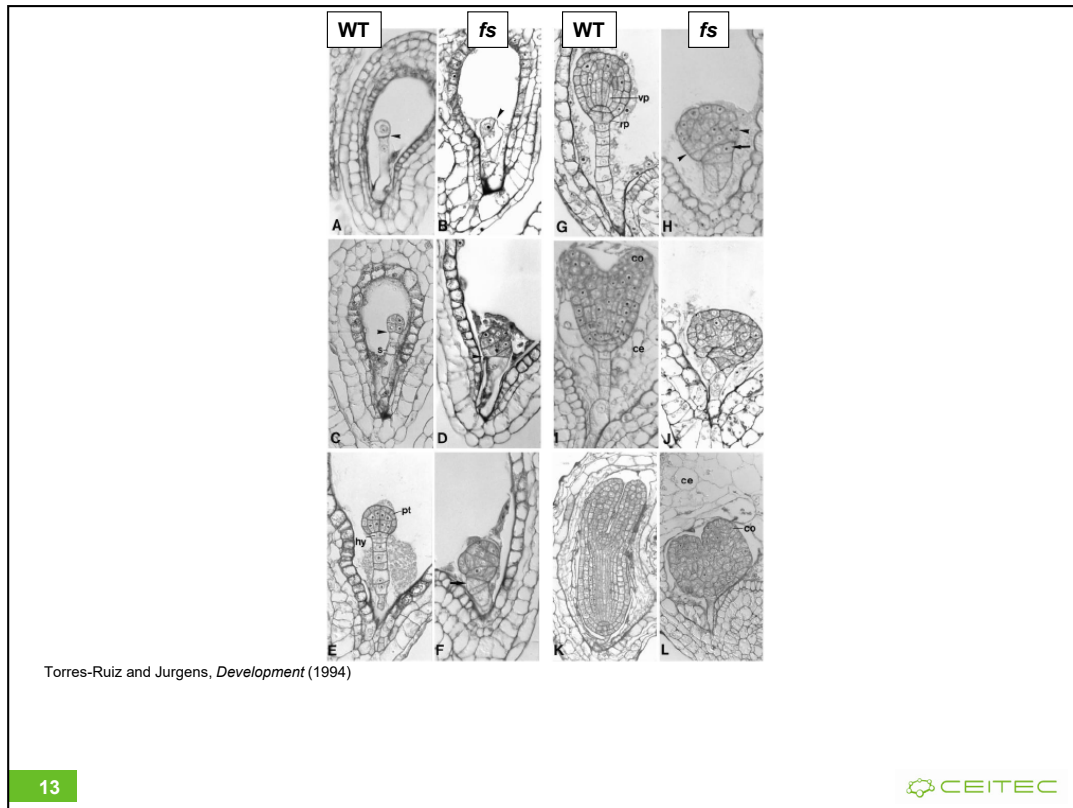 WT fs WT fs
A
B
G
vp
rp
H
C
s
D
I
co
ce
J
E
pt
hy
F
K
L
ce
co
Torres-Ruiz and Jurgens, Development (1994)
13
CEITEC